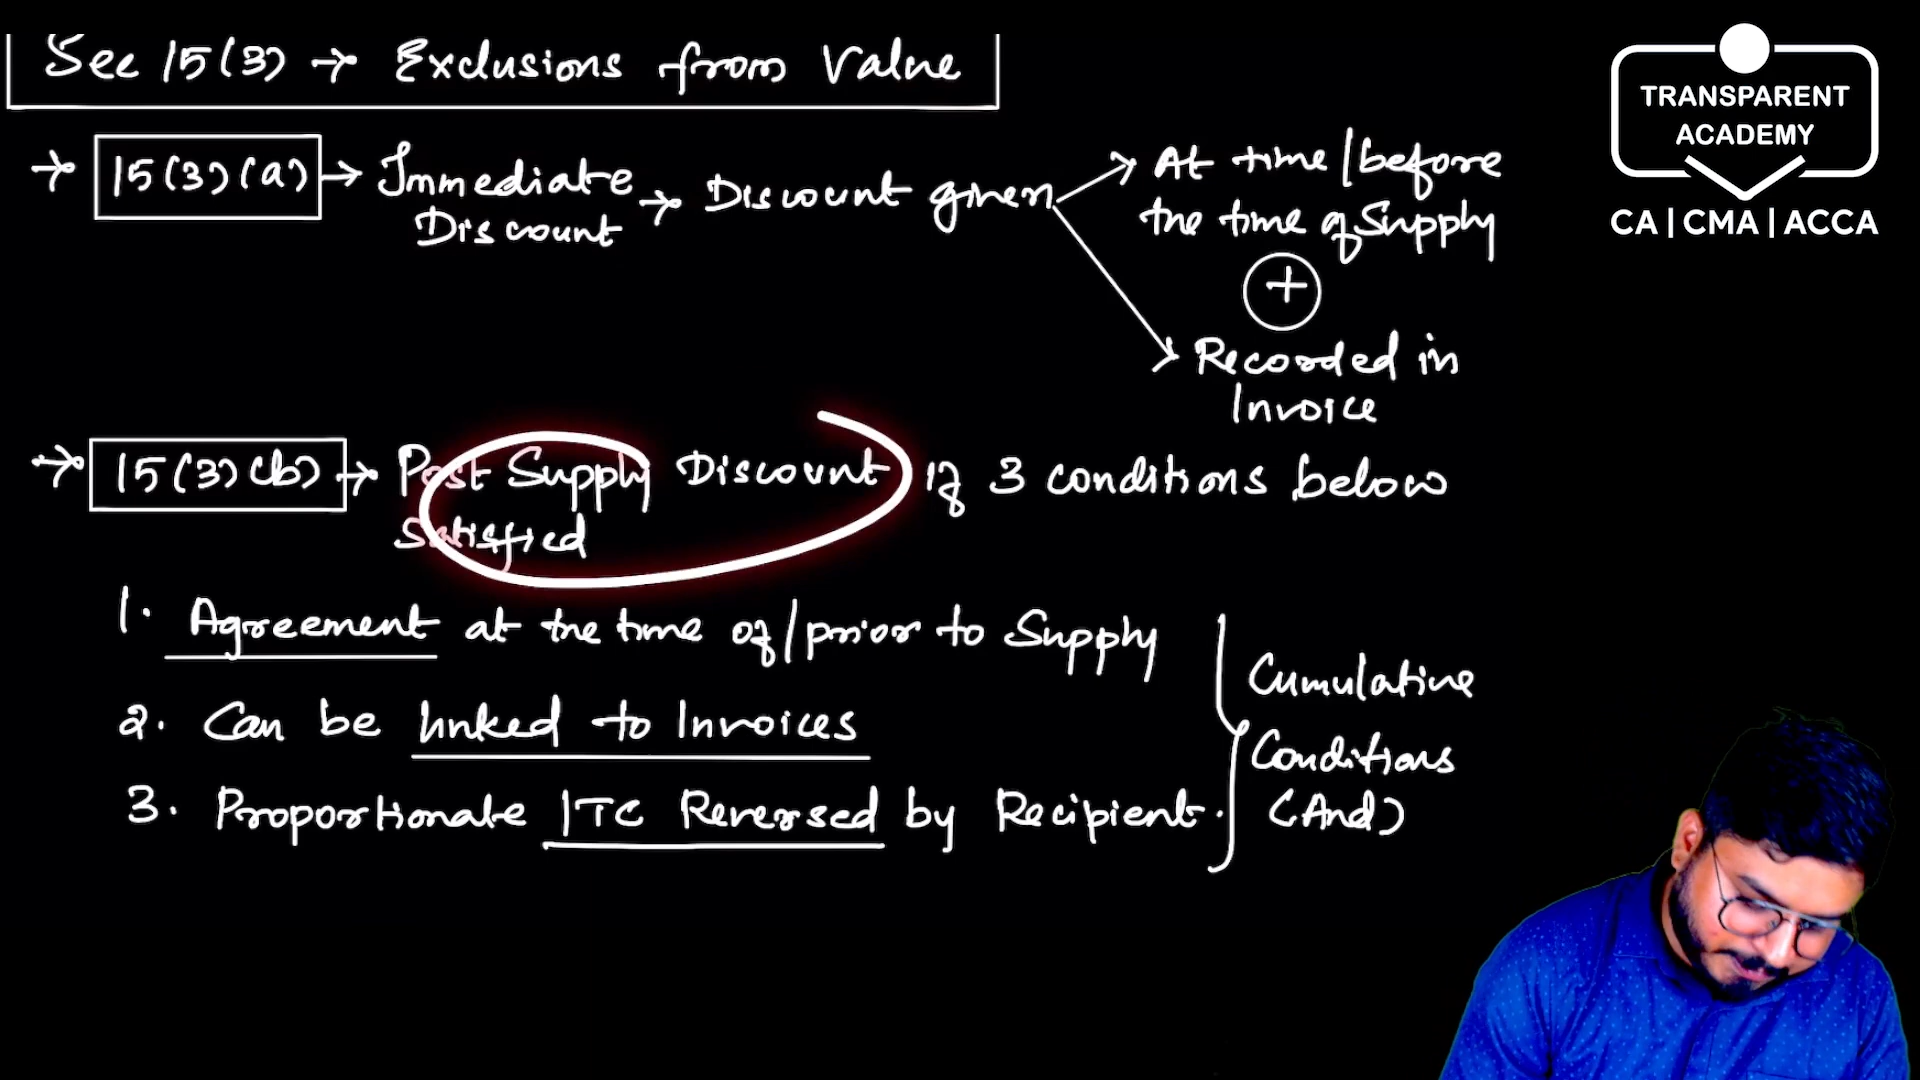 See 15(3) → Exclusions from Value
→ 15(3)(a) → Immediate Discount → Discount given
→ At time/before the time of Supply
+
→ Recorded in Invoice
→ 15(3)(b) → Post Supply Discount if 3 conditions below
Satisfied
1. Agreement at the time of/prior to Supply
2. Can be linked to Invoices
3. Proportionate ITC Reversed by Recipient.
Cumulative
Conditions
(And)
TRANSPARENT
ACADEMY
CA | CMA | ACCA